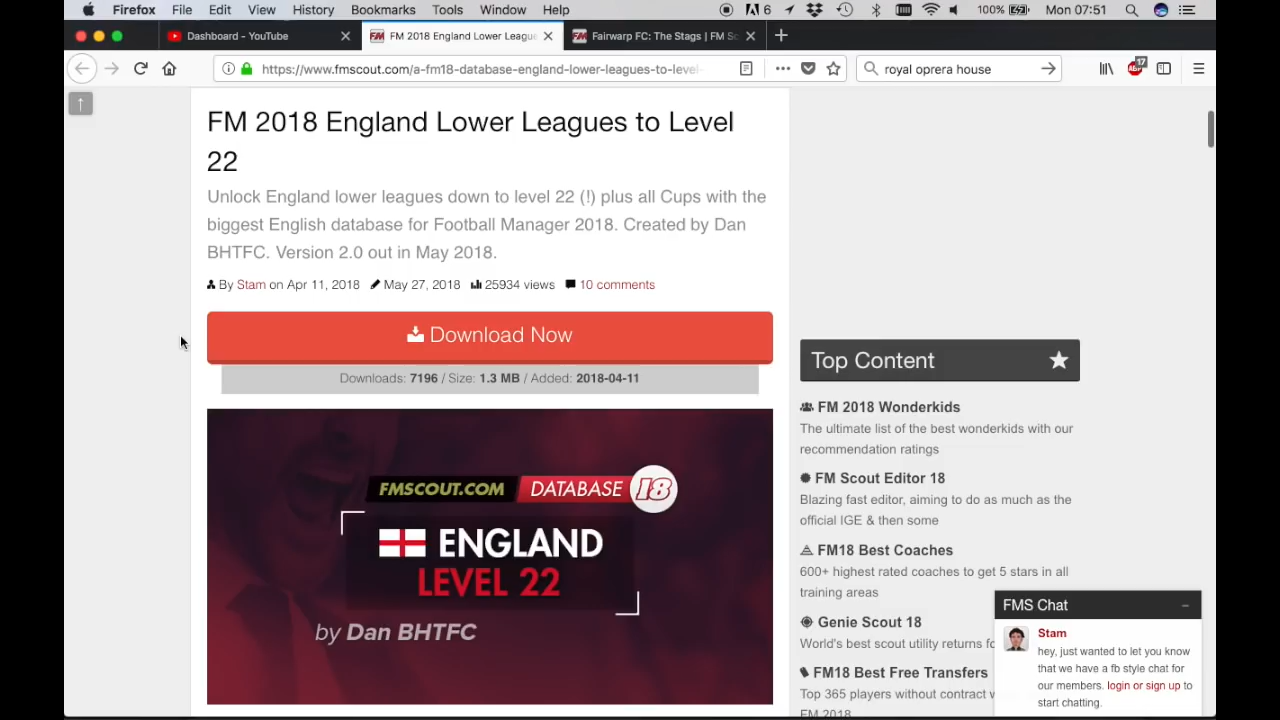 Firefox File Edit View History Bookmarks Tools Window Help 6 100% Mon 07:51
Dashboard - YouTube FM 2018 England Lower Leagu Fairwarp FC: The Stags | FM Sc
https://www.fmscout.com/a-fm18-database-england-lower-leagues-to-level- royal oprera house 17
FM 2018 England Lower Leagues to Level
22
Unlock England lower leagues down to level 22 (!) plus all Cups with the
biggest English database for Football Manager 2018. Created by Dan
BHTFC. Version 2.0 out in May 2018.
By Stam on Apr 11, 2018 May 27, 2018 25934 views 10 comments
Download Now
Downloads: 7196 / Size: 1.3 MB / Added: 2018-04-11
FMSCOUT.COM DATABASE 18
ENGLAND
LEVEL 22
by Dan BHTFC
Top Content
FM 2018 Wonderkids
The ultimate list of the best wonderkids with our
recommendation ratings
FM Scout Editor 18
Blazing fast editor, aiming to do as much as the
official IGE & then some
FM18 Best Coaches
600+ highest rated coaches to get 5 stars in all
training areas
Genie Scout 18
World's best scout utility returns fo
FM18 Best Free Transfers
Top 365 players without contract w
FM 2018
FMS Chat
Stam
hey, just wanted to let you know
that we have a fb style chat for
our members. login or sign up to
start chatting.